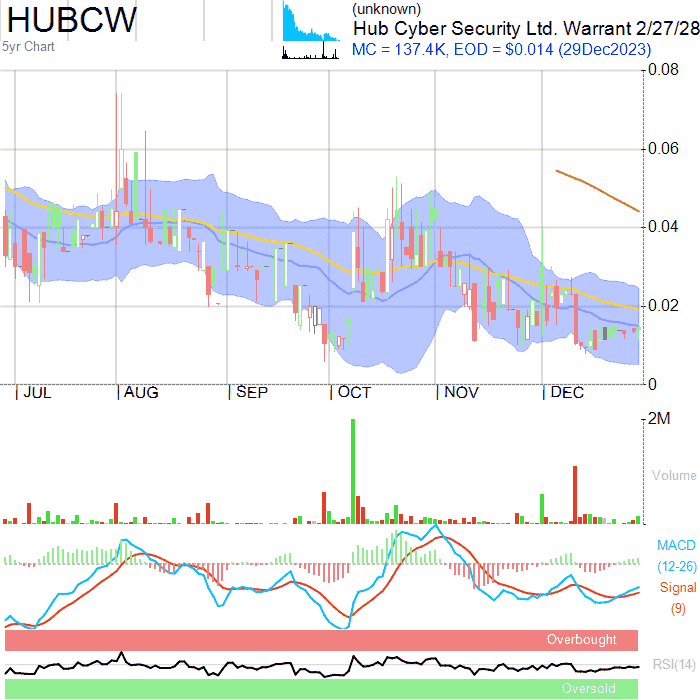 HUBCW
5yr Chart
(unknown)
Hub Cyber Security Ltd. Warrant 2/27/28
MC = 137.4K, EOD = $0.014 (29Dec2023)
0.08
0.06
0.04
0.02
0
JUL AUG SEP OCT NOV DEC
2M
Volume
MACD
(12-26)
Signal
(9)
Overbought
RSI(14)
Oversold